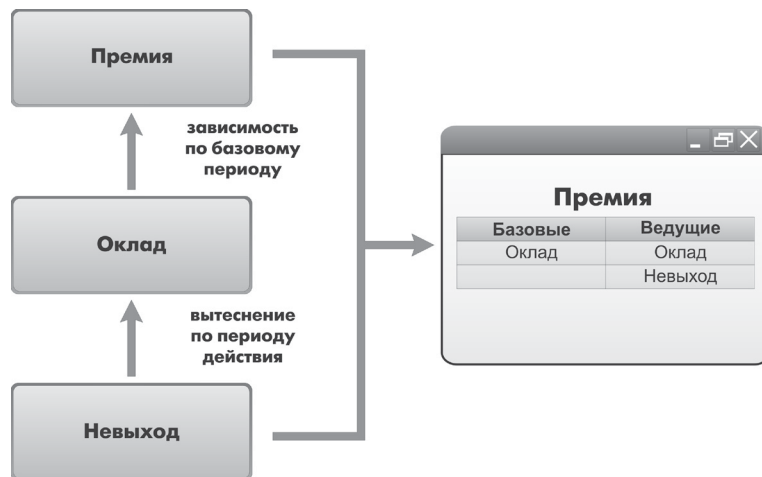 Премия
зависимость
по базовому
периоду
Оклад
вытеснение
по периоду
действия
Невыход
Премия
Базовые Ведущие
Оклад Оклад
Невыход